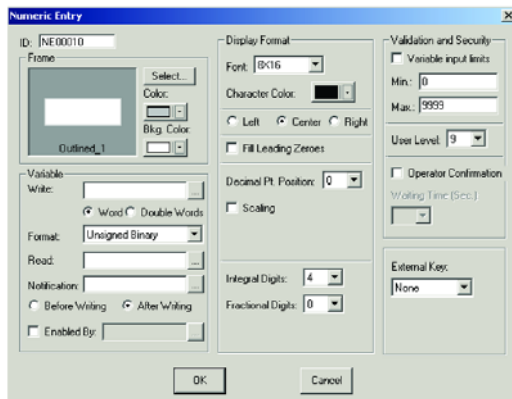 Numeric Entry
ID: NE00010
Frame
Select...
Color:
Bkg. Color:
Outlined_1
Variable
Write: ...
Word Double Words
Format: Unsigned Binary
Read: ...
Notification: ...
Before Writing After Writing
Enabled By: ...
Display Format
Font: 8X16
Character Color:
Left Center Right
Fill Leading Zeroes
Decimal Pt. Position: 0
Scaling
Integral Digits: 4
Fractional Digits: 0
Validation and Security
Variable input limits
Min.: 0
Max.: 9999
User Level: 9
Operator Confirmation
Waiting Time (Sec.)
External Key:
None
OK Cancel